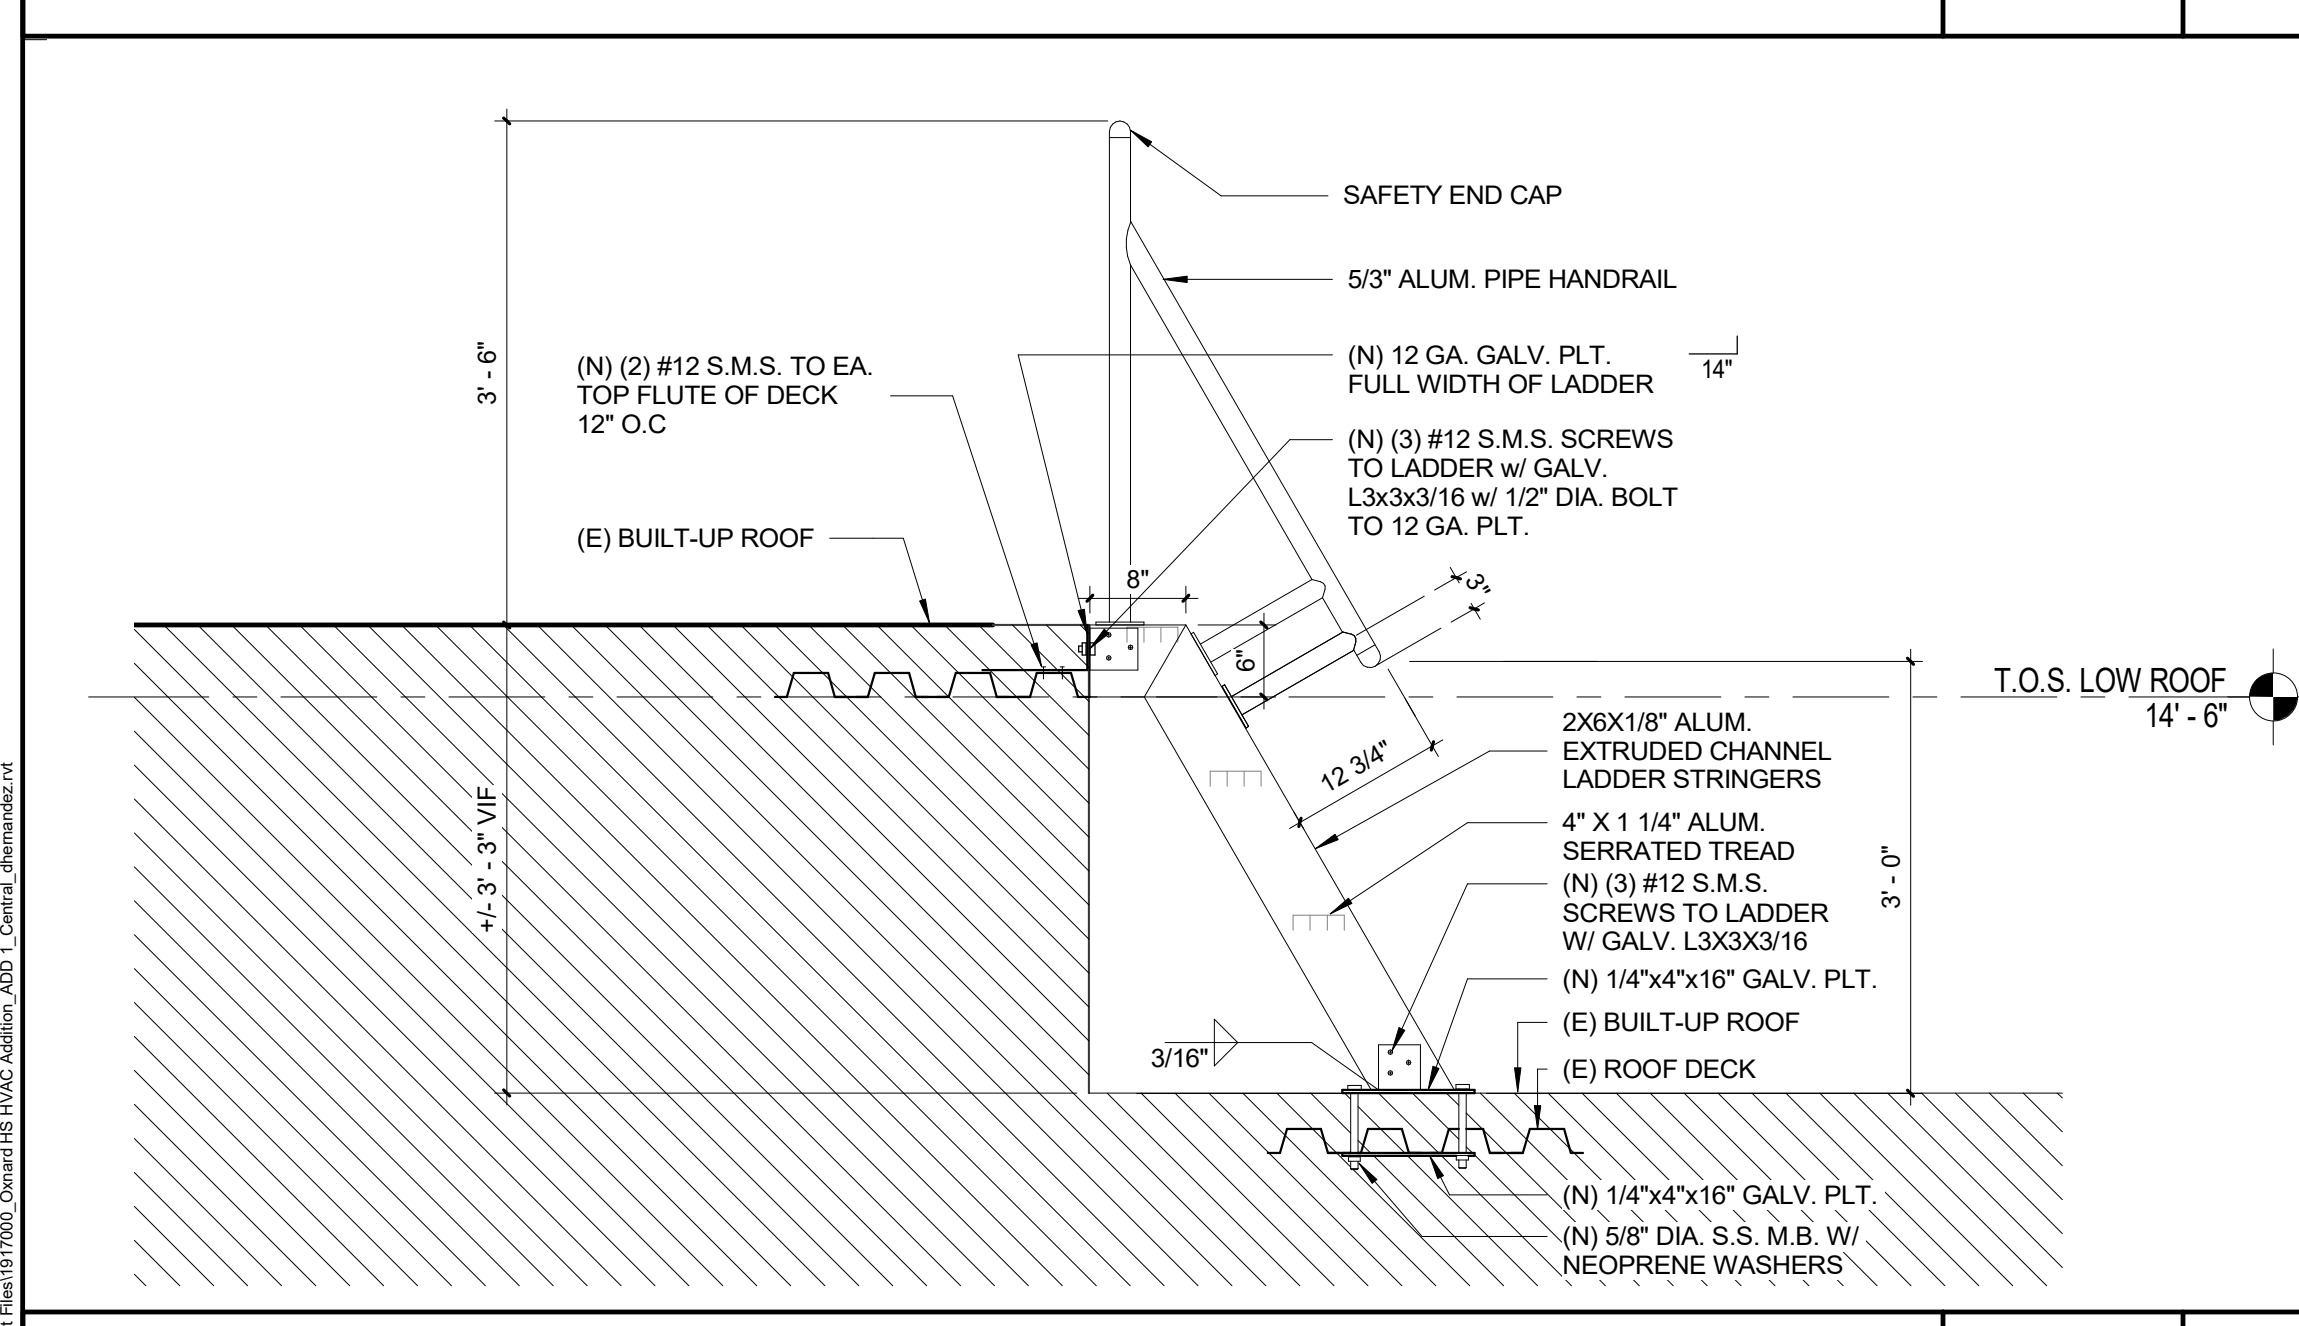 SAFETY END CAP
5/3" ALUM. PIPE HANDRAIL
3' - 6"
(N) (2) #12 S.M.S. TO EA.
TOP FLUTE OF DECK
12" O.C
(N) 12 GA. GALV. PLT.
FULL WIDTH OF LADDER
14"
(N) (3) #12 S.M.S. SCREWS
TO LADDER w/ GALV.
L3x3x3/16 w/ 1/2" DIA. BOLT
TO 12 GA. PLT.
(E) BUILT-UP ROOF
8"
3"
6"
T.O.S. LOW ROOF
14' - 6"
12 3/4"
2X6X1/8" ALUM.
EXTRUDED CHANNEL
LADDER STRINGERS
4" X 1 1/4" ALUM.
SERRATED TREAD
+/- 3' - 3" VIF
3' - 0"
(N) (3) #12 S.M.S.
SCREWS TO LADDER
W/ GALV. L3X3X3/16
(N) 1/4"x4"x16" GALV. PLT.
(E) BUILT-UP ROOF
3/16"
(E) ROOF DECK
(N) 1/4"x4"x16" GALV. PLT.
(N) 5/8" DIA. S.S. M.B. W/
NEOPRENE WASHERS
t Files\1917000_Oxnard HS HVAC Addition_ADD 1_Central_dhernandez.rvt